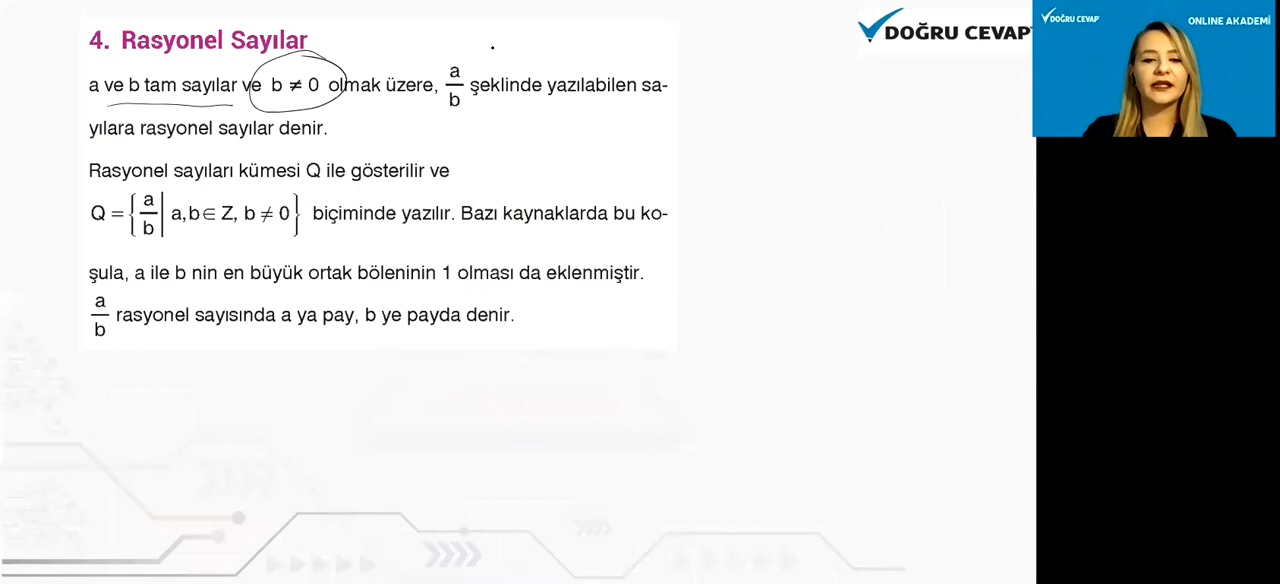 4. Rasyonel Sayılar
a ve b tam sayılar ve b ≠ 0 olmak üzere, a/b şeklinde yazılabilen sa-
yılara rasyonel sayılar denir.
Rasyonel sayıları kümesi Q ile gösterilir ve
Q = {a/b | a,b ∈ Z, b ≠ 0} biçiminde yazılır. Bazı kaynaklarda bu ko-
şula, a ile b nin en büyük ortak böleninin 1 olması da eklenmiştir.
a/b rasyonel sayısında a ya pay, b ye payda denir.
DOĞRU CEVAP
DOĞRU CEVAP
ONLINE AKADEMİ